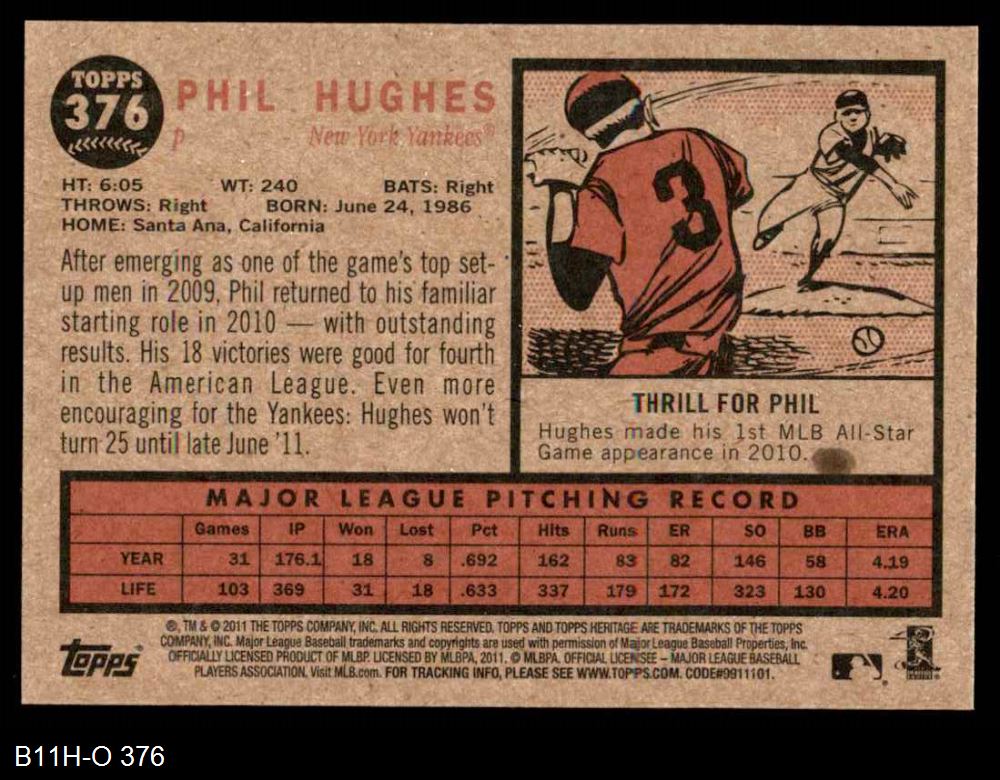 TOPPS
376
PHIL HUGHES
p New York Yankees®
HT: 6:05 WT: 240 BATS: Right
THROWS: Right BORN: June 24, 1986
HOME: Santa Ana, California
After emerging as one of the game's top set-
up men in 2009, Phil returned to his familiar
starting role in 2010 — with outstanding
results. His 18 victories were good for fourth
in the American League. Even more
encouraging for the Yankees: Hughes won't
turn 25 until late June '11.
3
THRILL FOR PHIL
Hughes made his 1st MLB All-Star
Game appearance in 2010.
MAJOR LEAGUE PITCHING RECORD
Games IP Won Lost Pct Hits Runs ER SO BB ERA
YEAR 31 176.1 18 8 .692 162 83 82 146 58 4.19
LIFE 103 369 31 18 .633 337 179 172 323 130 4.20
®, TM & © 2011 THE TOPPS COMPANY, INC. ALL RIGHTS RESERVED. TOPPS AND TOPPS HERITAGE ARE TRADEMARKS OF THE TOPPS
COMPANY, INC. Major League Baseball trademarks and copyrights are used with permission of Major League Baseball Properties, Inc.
OFFICIALLY LICENSED PRODUCT OF MLBP. LICENSED BY MLBPA, 2011. © MLBPA. OFFICIAL LICENSEE – MAJOR LEAGUE BASEBALL
PLAYERS ASSOCIATION. Visit MLB.com. FOR TRACKING INFO, PLEASE SEE WWW.TOPPS.COM. CODE#9911101.
topps®
B11H-O 376